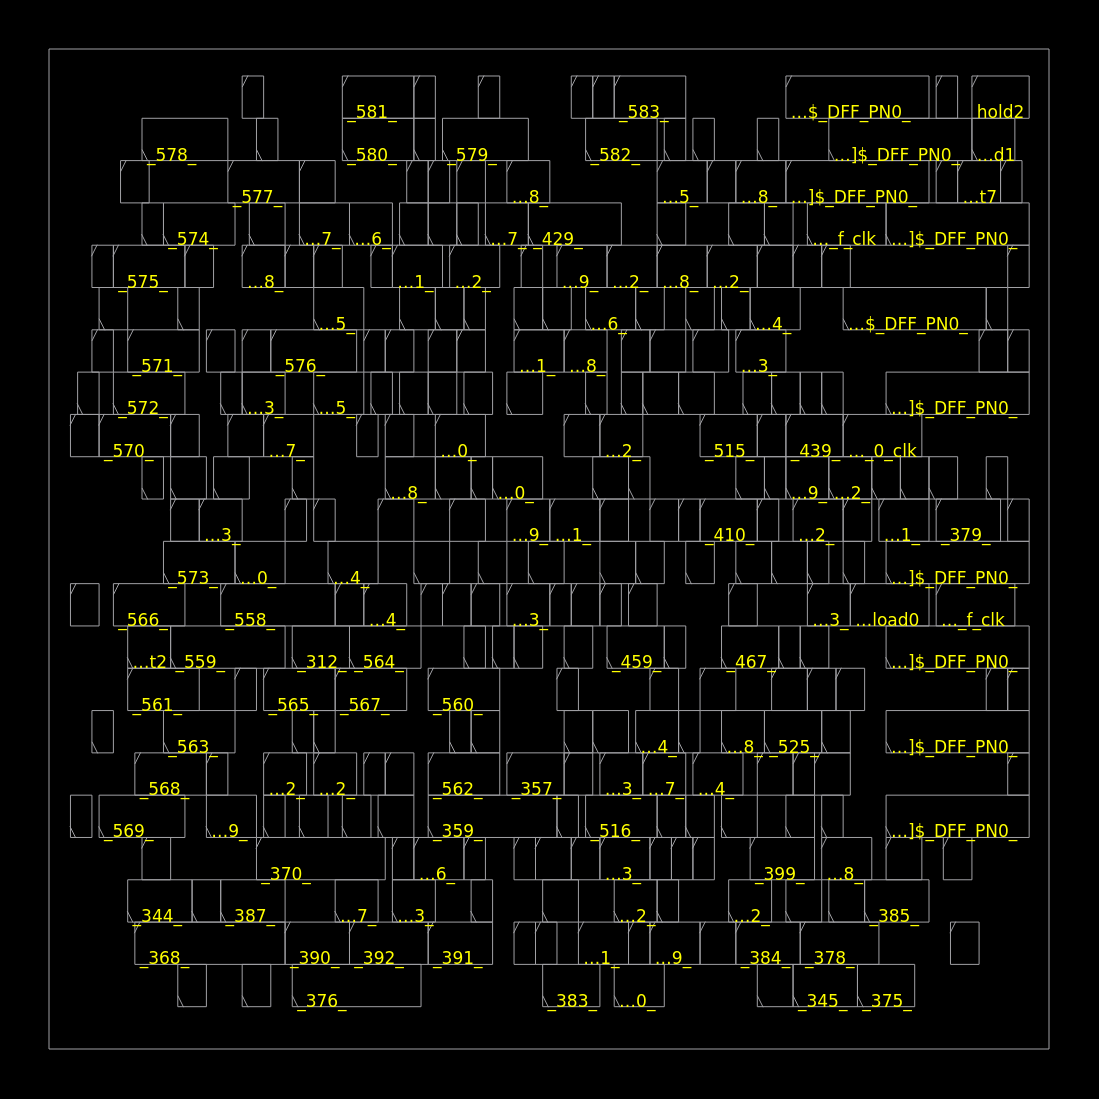 _581_ _583_ ...$_DFF_PN0_ hold2
_578_ _580_ _579_ _582_ ...]$_DFF_PN0_ ...d1
_577_ ...8_ ...5_ ...8_ ...]$_DFF_PN0_ ...t7
_574_ ...7_ ...6_ ...7_ _429_ ..._f_clk ...]$_DFF_PN0_
_575_ ...8_ ...1_ ...2_ ...9_ ...2_ ...8_ ...2_
...5_ ...6_ ...4_ ...$_DFF_PN0_
_571_ _576_ ...1_ ...8_ ...3_
_572_ ...3_ ...5_ ...]$_DFF_PN0_
_570_ ...7_ ...0_ ...2_ _515_ _439_ ..._0_clk
...8_ ...0_ ...9_ ...2_
...3_ ...9_ ...1_ _410_ ...2_ ...1_ _379_
_573_ ...0_ ...4_ ...]$_DFF_PN0_
_566_ _558_ ...4_ ...3_ ...3_ ...load0 ..._f_clk
...t2 _559_ _312_ _564_ _459_ _467_ ...]$_DFF_PN0_
_561_ _565_ _567_ _560_
_563_ ...4_ ...8_ _525_ ...]$_DFF_PN0_
_568_ ...2_ ...2_ _562_ _357_ ...3_ ...7_ ...4_
_569_ ...9_ _359_ _516_ ...]$_DFF_PN0_
_370_ ...6_ ...3_ _399_ ...8_
_344_ _387_ ...7_ ...3_ ...2_ ...2_ _385_
_368_ _390_ _392_ _391_ ...1_ ...9_ _384_ _378_
_376_ _383_ ...0_ _345_ _375_